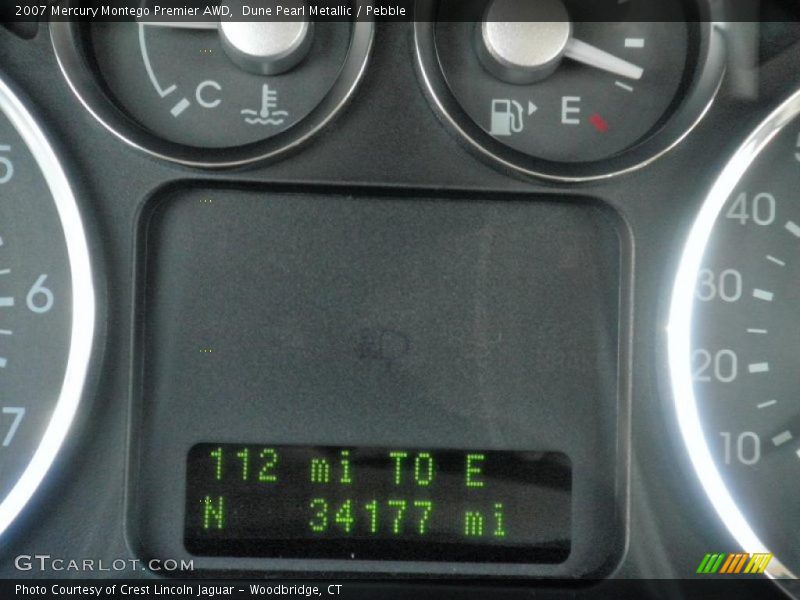 2007 Mercury Montego Premier AWD, Dune Pearl Metallic / Pebble
C
E
5
6
7
40
30
20
10
112 mi TO E
N 34177 mi
GTCARLOT.COM
Photo Courtesy of Crest Lincoln Jaguar - Woodbridge, CT